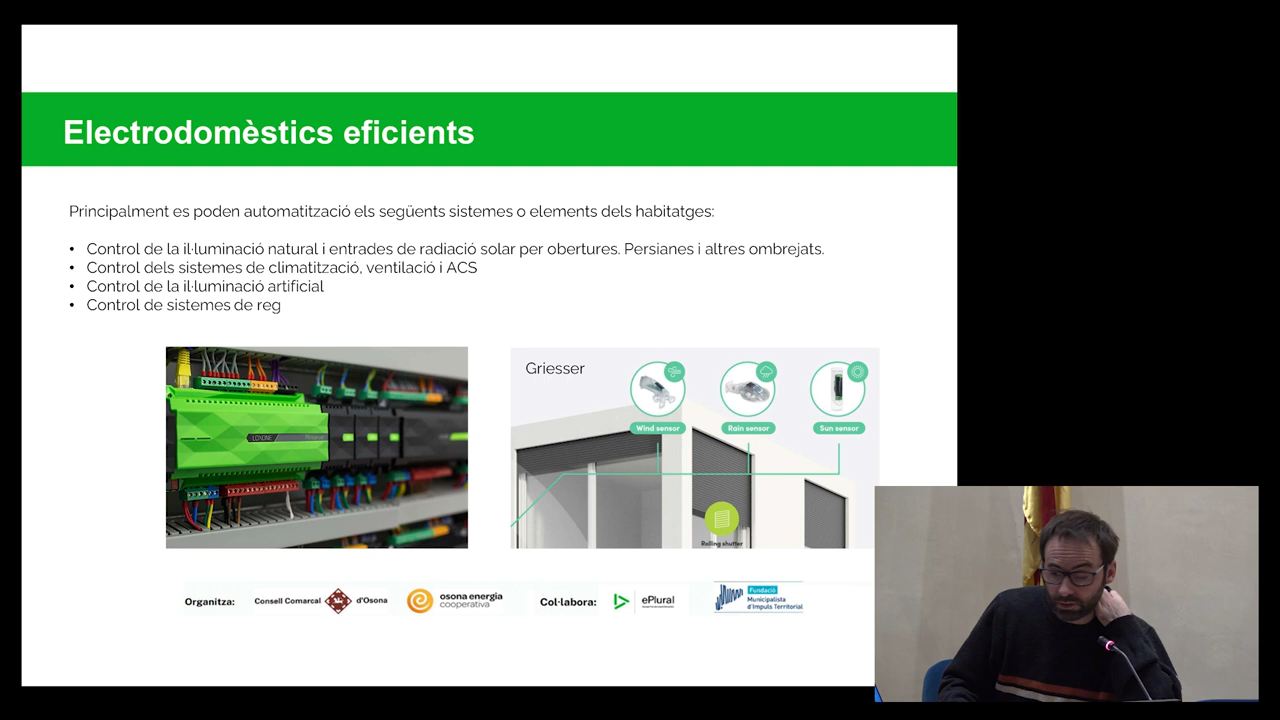 Electrodomèstics eficients
Principalment es poden automatització els següents sistemes o elements dels habitatges:
• Control de la il·luminació natural i entrades de radiació solar per obertures. Persianes i altres ombrejats.
• Control dels sistemes de climatització, ventilació i ACS
• Control de la il·luminació artificial
• Control de sistemes de reg
LOXONE
Griesser
Wind sensor
Rain sensor
Sun sensor
Rolling shutter
Organitza:
Consell Comarcal d'Osona
osona energia
cooperativa
Col·labora:
ePlural
Fundació
Municipalista
d'Impuls Territorial